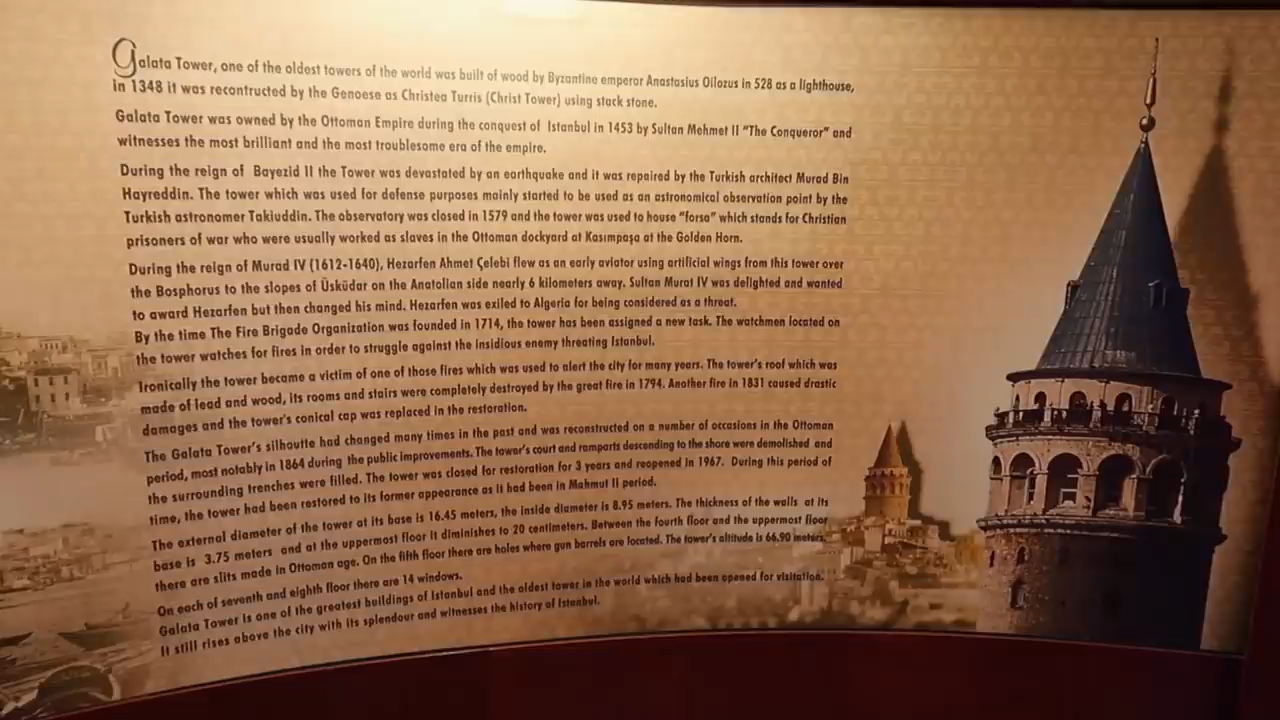 Galata Tower, one of the oldest towers of the world was built of wood by Byzantine emperor Anastasius Oilozus in 528 as a lighthouse,
in 1348 it was recontructed by the Genoese as Christea Turris (Christ Tower) using stack stone.
Galata Tower was owned by the Ottoman Empire during the conquest of Istanbul in 1453 by Sultan Mehmet II "The Conqueror" and
witnesses the most brilliant and the most troublesome era of the empire.
During the reign of Bayezid II the Tower was devastated by an earthquake and it was repaired by the Turkish architect Murad Bin
Hayreddin. The tower which was used for defense purposes mainly started to be used as an astronomical observation point by the
Turkish astronomer Takiuddin. The observatory was closed in 1579 and the tower was used to house "forsa" which stands for Christian
prisoners of war who were usually worked as slaves in the Ottoman dockyard at Kasımpaşa at the Golden Horn.
During the reign of Murad IV (1612-1640), Hezarfen Ahmet Çelebi flew as an early aviator using artificial wings from this tower over
the Bosphorus to the slopes of Üsküdar on the Anatolian side nearly 6 kilometers away. Sultan Murat IV was delighted and wanted
to award Hezarfen but then changed his mind. Hezarfen was exiled to Algeria for being considered as a threat.
By the time The Fire Brigade Organization was founded in 1714, the tower has been assigned a new task. The watchmen located on
the tower watches for fires in order to struggle against the insidious enemy threating Istanbul.
Ironically the tower became a victim of one of those fires which was used to alert the city for many years. The tower's roof which was
made of lead and wood, its rooms and stairs were completely destroyed by the great fire in 1794. Another fire in 1831 caused drastic
damages and the tower's conical cap was replaced in the restoration.
The Galata Tower's silhoutte had changed many times in the past and was reconstructed on a number of occasions in the Ottoman
period, most notably in 1864 during the public improvements. The tower's court and ramparts descending to the shore were demolished and
the surrounding trenches were filled. The tower was closed for restoration for 3 years and reopened in 1967. During this period of
time, the tower had been restored to its former appearance as it had been in Mahmut II period.
The external diameter of the tower at its base is 16.45 meters, the inside diameter is 8.95 meters. The thickness of the walls at its
base is 3.75 meters and at the uppermost floor it diminishes to 20 centimeters. Between the fourth floor and the uppermost floor
there are slits made in Ottoman age. On the fifth floor there are holes where gun barrels are located. The tower's altitude is 66.90 meters.
On each of seventh and eighth floor there are 14 windows.
Galata Tower is one of the greatest buildings of Istanbul and the oldest tower in the world which had been opened for visitation.
It still rises above the city with its splendour and witnesses the history of Istanbul.